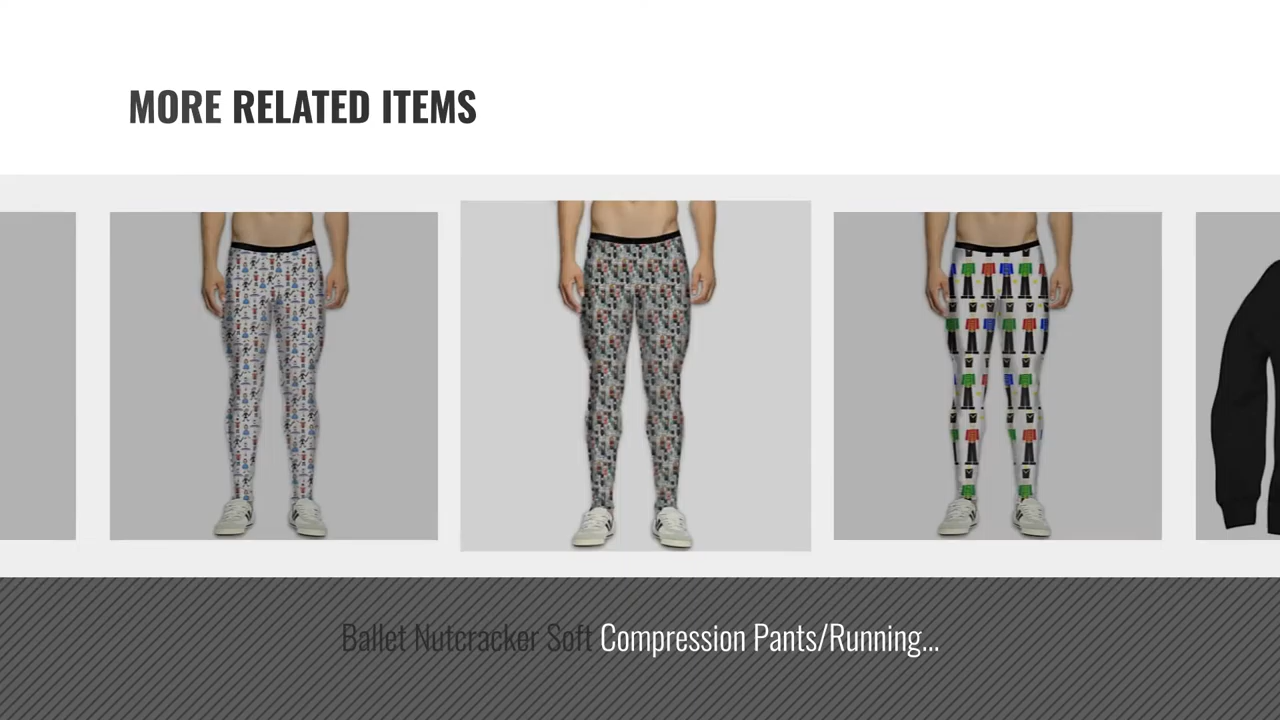 MORE RELATED ITEMS
Ballet Nutcracker Soft Compression Pants/Running...